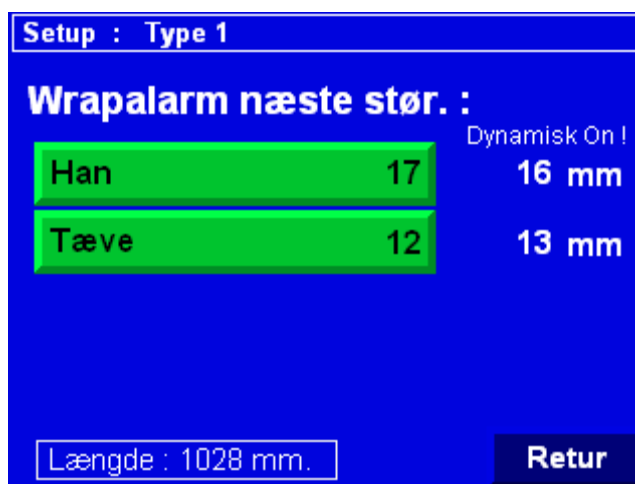 Setup : Type 1
Wrapalarm næste stør. :
Dynamisk On !
Han 17 16 mm
Tæve 12 13 mm
Længde : 1028 mm.
Retur